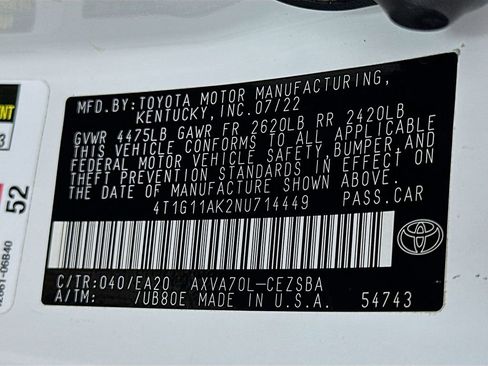 MFD.BY: TOYOTA MOTOR MANUFACTURING,
KENTUCKY, INC. 07/22
GVWR 4475LB GAWR FR 2620LB RR 2420LB
THIS VEHICLE CONFORMS TO ALL APPLICABLE
FEDERAL MOTOR VEHICLE SAFETY, BUMPER, AND
THEFT PREVENTION STANDARDS IN EFFECT ON
THE DATE OF MANUFACTURE SHOWN ABOVE.
4T1G11AK2NU714449 PASS.CAR
C/TR: 040/EA20 AXVA70L-CEZSBA
A/TM: /UB80E MADE IN U.S.A. 54743
52